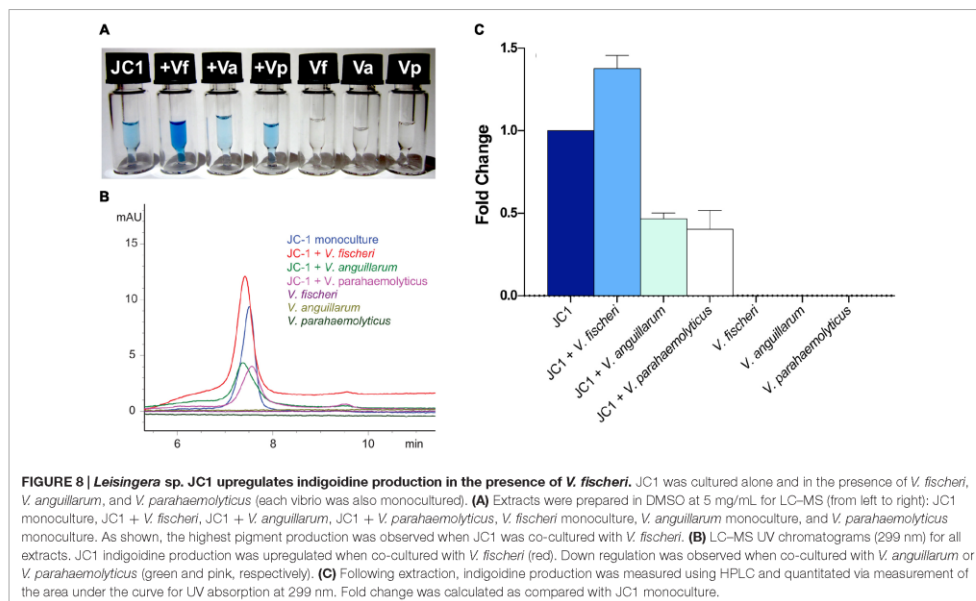 A
JC1 +Vf +Va +Vp Vf Va Vp
B
mAU
15
10
5
0
6 8 10 min
JC-1 monoculture
JC-1 + V. fischeri
JC-1 + V. anguillarum
JC-1 + V. parahaemolyticus
V. fischeri
V. anguillarum
V. parahaemolyticus
C
Fold Change
1.5
1.0
0.5
0.0
JC1
JC1 + V. fischeri
JC1 + V. anguillarum
JC1 + V. parahaemolyticus
V. fischeri
V. anguillarum
V. parahaemolyticus
FIGURE 8 | Leisingera sp. JC1 upregulates indigoidine production in the presence of V. fischeri. JC1 was cultured alone and in the presence of V. fischeri,
V. anguillarum, and V. parahaemolyticus (each vibrio was also monocultured). (A) Extracts were prepared in DMSO at 5 mg/mL for LC–MS (from left to right): JC1
monoculture, JC1 + V. fischeri, JC1 + V. anguillarum, JC1 + V. parahaemolyticus, V. fischeri monoculture, V. anguillarum monoculture, and V. parahaemolyticus
monoculture. As shown, the highest pigment production was observed when JC1 was co-cultured with V. fischeri. (B) LC–MS UV chromatograms (299 nm) for all
extracts. JC1 indigoidine production was upregulated when co-cultured with V. fischeri (red). Down regulation was observed when co-cultured with V. anguillarum or
V. parahaemolyticus (green and pink, respectively). (C) Following extraction, indigoidine production was measured using HPLC and quantitated via measurement of
the area under the curve for UV absorption at 299 nm. Fold change was calculated as compared with JC1 monoculture.